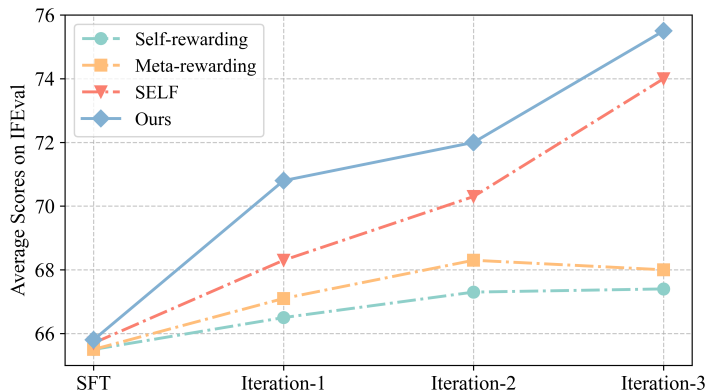 76
74
72
70
68
66
Average Scores on IFEval
Self-rewarding
Meta-rewarding
SELF
Ours
SFT Iteration-1 Iteration-2 Iteration-3